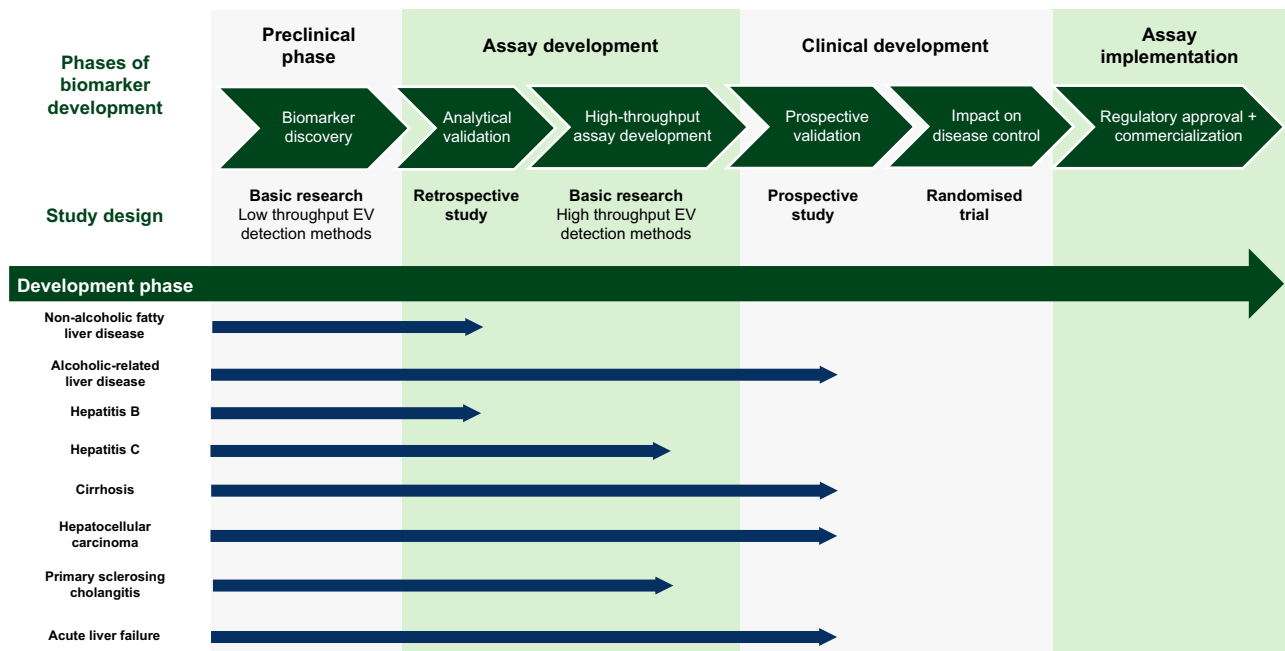 Phases of
biomarker
development
Preclinical
phase
Assay development
Clinical development
Assay
implementation
Biomarker
discovery
Analytical
validation
High-throughput
assay development
Prospective
validation
Impact on
disease control
Regulatory approval +
commercialization
Study design
Basic research
Low throughput EV
detection methods
Retrospective
study
Basic research
High throughput EV
detection methods
Prospective
study
Randomised
trial
Development phase
Non-alcoholic fatty
liver disease
Alcoholic-related
liver disease
Hepatitis B
Hepatitis C
Cirrhosis
Hepatocellular
carcinoma
Primary sclerosing
cholangitis
Acute liver failure